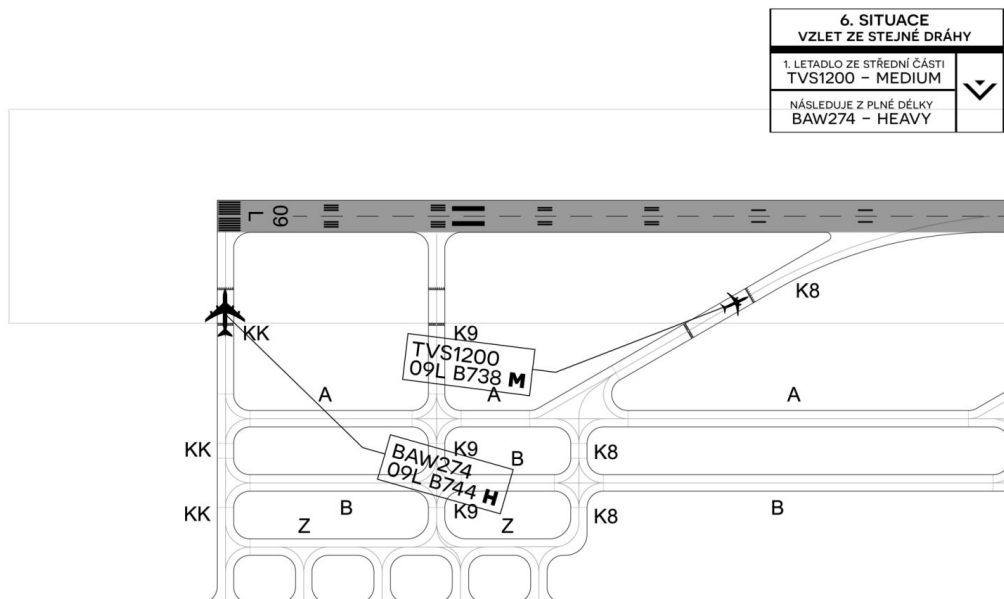 6. SITUACE
VZLET ZE STEJNÉ DRÁHY
1. LETADLO ZE STŘEDNÍ ČÁSTI
TVS1200 – MEDIUM
NÁSLEDUJE Z PLNÉ DÉLKY
BAW274 – HEAVY
09
L
K8
KK
K9
TVS1200
09L B738 M
A
A
A
KK
BAW274
09L B744 H
K9
B
K8
KK
B
K9
K8
B
Z
Z